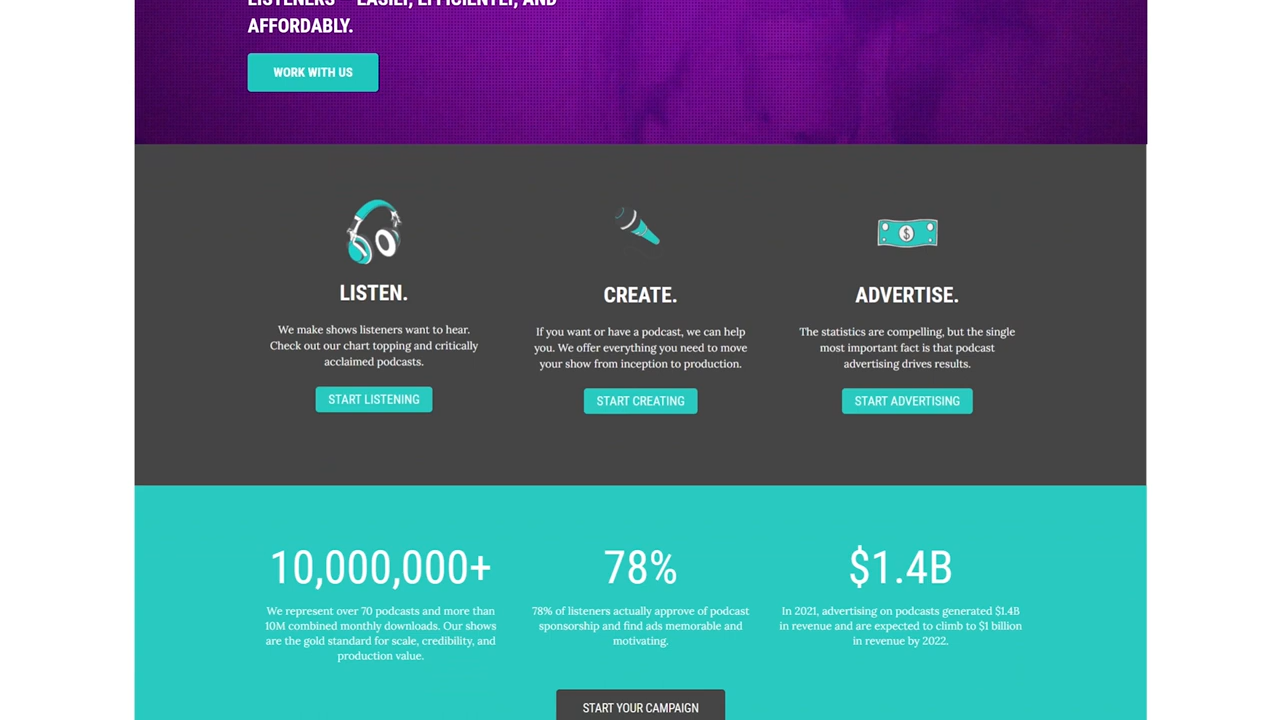 LISTENERS — EASILY, EFFICIENTLY, AND
AFFORDABLY.
WORK WITH US
LISTEN.
We make shows listeners want to hear.
Check out our chart topping and critically
acclaimed podcasts.
START LISTENING
CREATE.
If you want or have a podcast, we can help
you. We offer everything you need to move
your show from inception to production.
START CREATING
$
ADVERTISE.
The statistics are compelling, but the single
most important fact is that podcast
advertising drives results.
START ADVERTISING
10,000,000+
We represent over 70 podcasts and more than
10M combined monthly downloads. Our shows
are the gold standard for scale, credibility, and
production value.
78%
78% of listeners actually approve of podcast
sponsorship and find ads memorable and
motivating.
$1.4B
In 2021, advertising on podcasts generated $1.4B
in revenue and are expected to climb to $1 billion
in revenue by 2022.
START YOUR CAMPAIGN